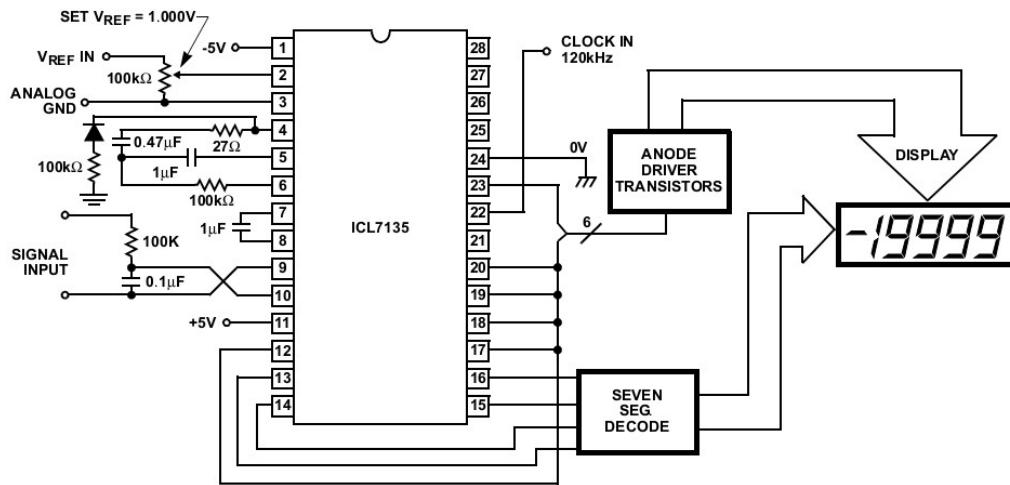 SET VREF = 1.000V
VREF IN
100kΩ
ANALOG
GND
-5V
0.47µF
27Ω
100kΩ
1µF
100kΩ
1µF
SIGNAL
INPUT
100K
0.1µF
+5V
1
2
3
4
5
6
7
8
9
10
11
12
13
14
ICL7135
28
27
26
25
24
23
22
21
20
19
18
17
16
15
CLOCK IN
120kHz
0V
6
ANODE
DRIVER
TRANSISTORS
DISPLAY
-19999
SEVEN
SEG.
DECODE